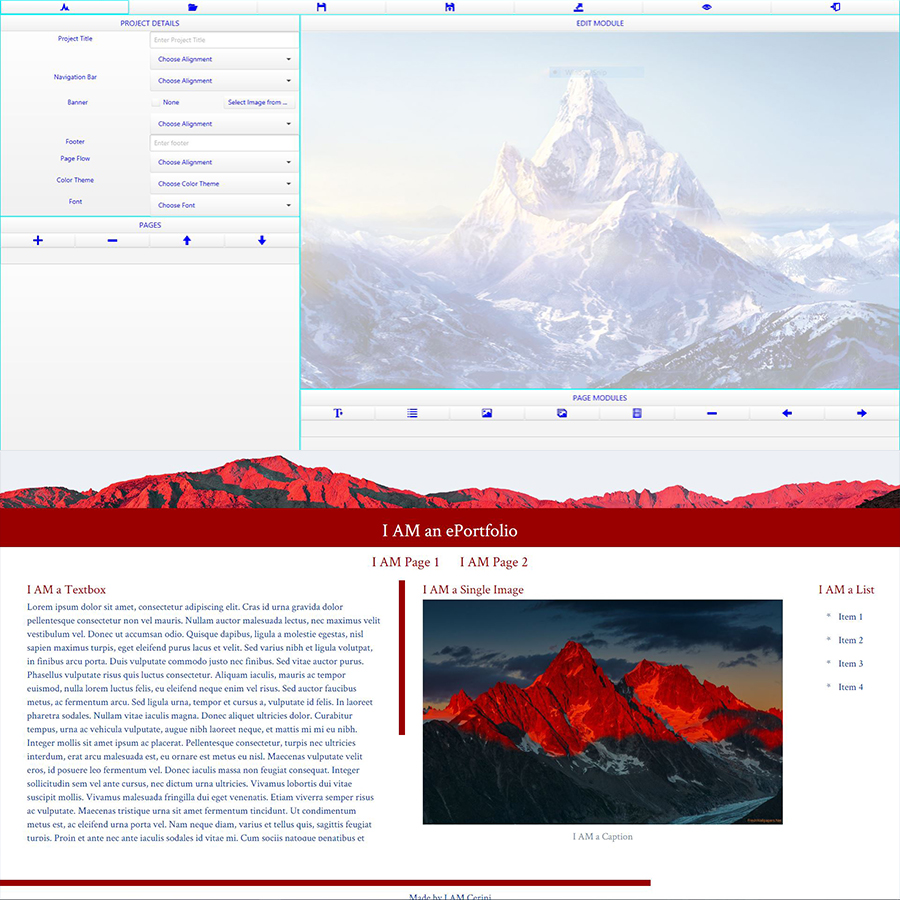 PROJECT DETAILS
EDIT MODULE
Project Title
Enter Project Title
Choose Alignment
Navigation Bar
Choose Alignment
Banner
None
Select Image from ...
Choose Alignment
Footer
Enter footer
Page Flow
Choose Alignment
Color Theme
Choose Color Theme
Font
Choose Font
PAGES
PAGE MODULES
I AM an ePortfolio
I AM Page 1
I AM Page 2
I AM a Textbox
Lorem ipsum dolor sit amet, consectetur adipiscing elit. Cras id urna gravida dolor
pellentesque consectetur non vel mauris. Nullam auctor malesuada lectus, nec maximus velit
vestibulum vel. Donec ut accumsan odio. Quisque dapibus, ligula a molestie egestas, nisl
sapien maximus turpis, eget eleifend purus lacus et velit. Sed varius nibh et ligula volutpat,
in finibus arcu porta. Duis vulputate commodo justo nec finibus. Sed vitae auctor purus.
Phasellus vulputate quis luctus consectetur. Aliquam iaculis, mauris ac tempor
euismod, nulla lorem luctus felis, eu eleifend neque enim vel risus. Sed auctor faucibus
metus, ac fermentum arcu. Sed ligula urna, tempor et cursus a, vulputate id felis. In laoreet
pharetra sodales. Nullam vitae iaculis magna. Donec aliquet ultricies dolor. Curabitur
tempus, urna ac vehicula vulputate, augue nibh laoreet neque, et mattis mi mi eu nibh.
Integer mollis sit amet ipsum ac placerat. Pellentesque consectetur, turpis nec ultricies
interdum, erat arcu malesuada est, eu ornare est metus eu nisl. Maecenas vulputate velit
eros, id posuere leo fermentum vel. Donec iaculis massa non feugiat consequat. Integer
sollicitudin sem vel ante cursus, nec dictum urna ultricies. Vivamus lobortis dui vitae
suscipit mollis. Vivamus malesuada fringilla dui eget venenatis. Etiam viverra semper risus
ac vulputate. Maecenas tristique urna sit amet fermentum tincidunt. Ut condimentum
metus est, ac eleifend urna porta vel. Nam neque diam, varius et tellus quis, sagittis feugiat
turpis. Proin et ante nec ante iaculis sodales id vitae mi. Cum sociis natoque penatibus et
I AM a Single Image
I AM a Caption
I AM a List
Item 1
Item 2
Item 3
Item 4
Made by I AM Cerini